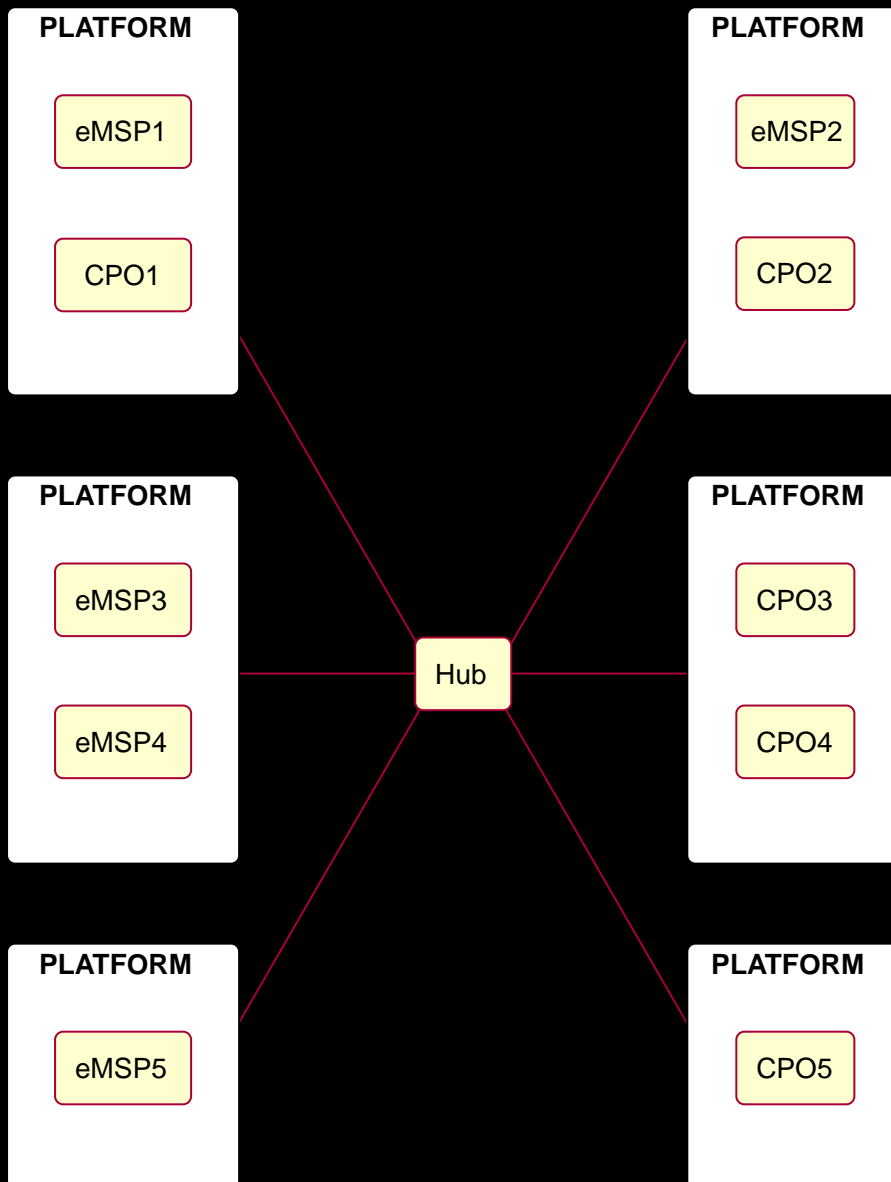 PLATFORM
eMSP1
CPO1
PLATFORM
eMSP2
CPO2
PLATFORM
eMSP3
eMSP4
Hub
PLATFORM
CPO3
CPO4
PLATFORM
eMSP5
PLATFORM
CPO5